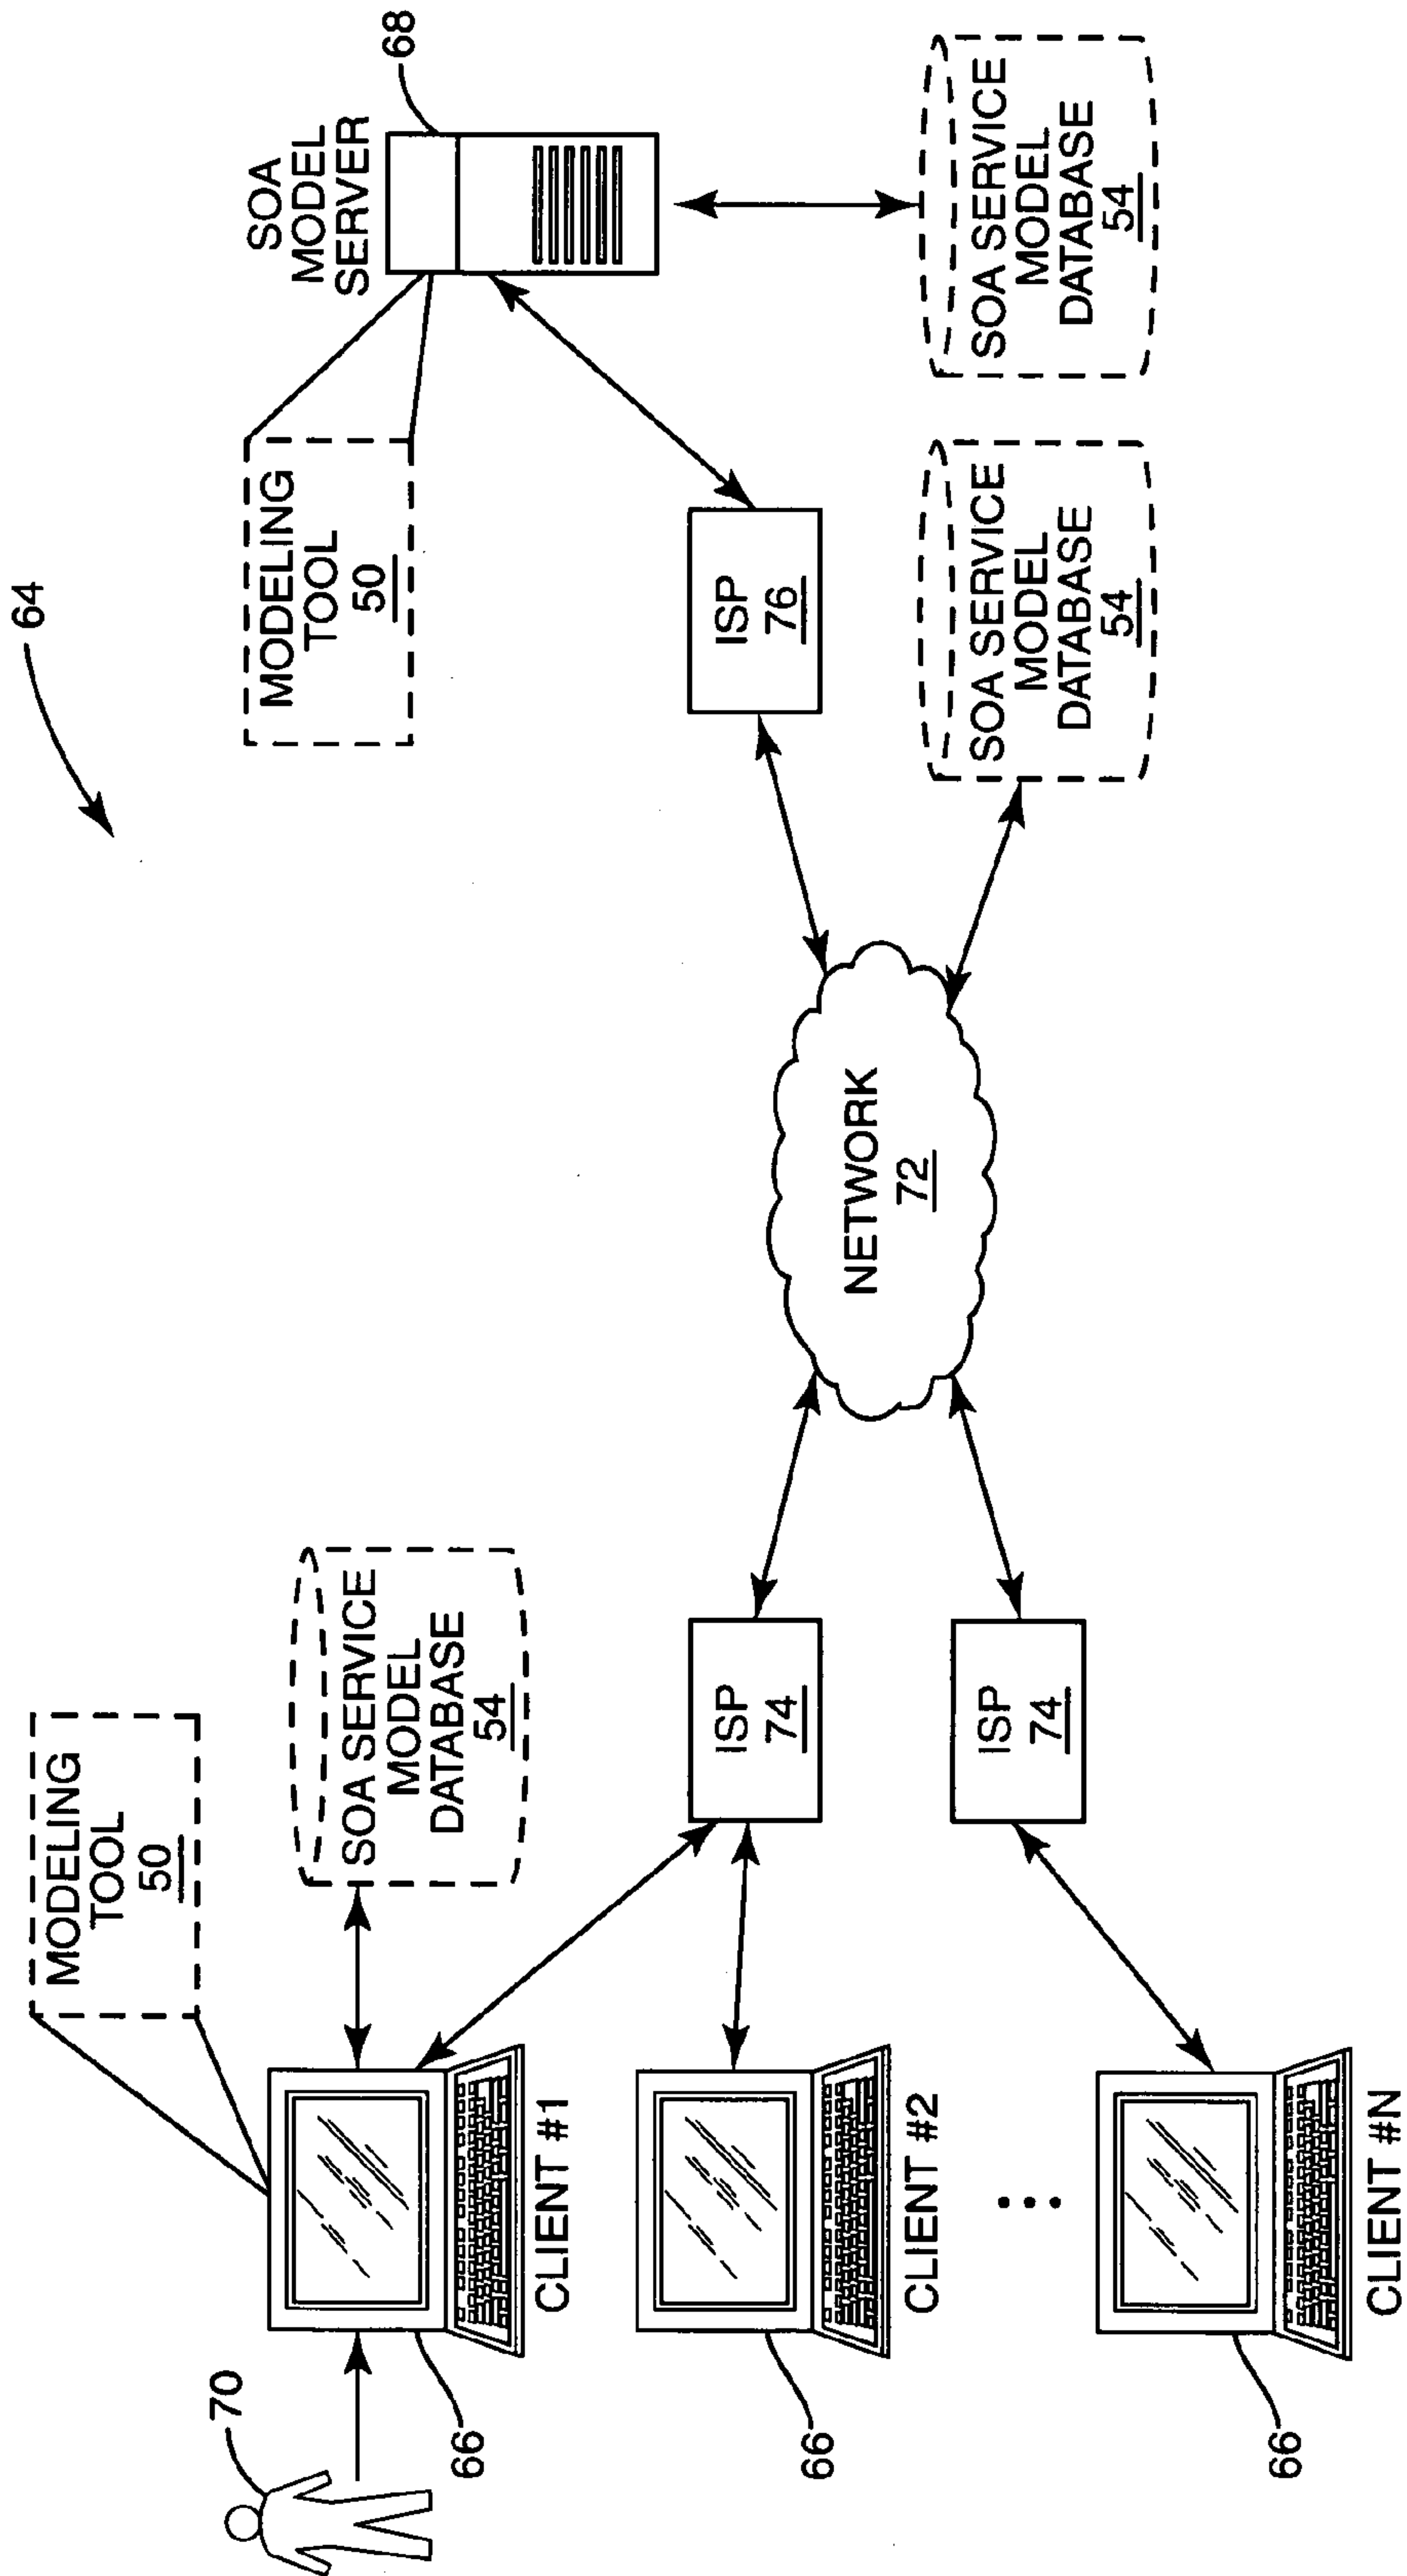 64
MODELING
TOOL
50
SOA SERVICE
MODEL
DATABASE
54
70
66
CLIENT #1
66
CLIENT #2
66
CLIENT #N
ISP
74
ISP
74
NETWORK
72
MODELING
TOOL
50
ISP
76
SOA SERVICE
MODEL
DATABASE
54
SOA
MODEL
SERVER
68
SOA SERVICE
MODEL
DATABASE
54